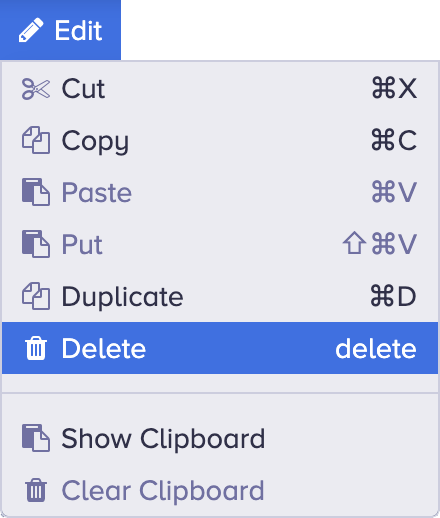 Edit
Cut ⌘X
Copy ⌘C
Paste ⌘V
Put ⇧⌘V
Duplicate ⌘D
Delete delete
Show Clipboard
Clear Clipboard